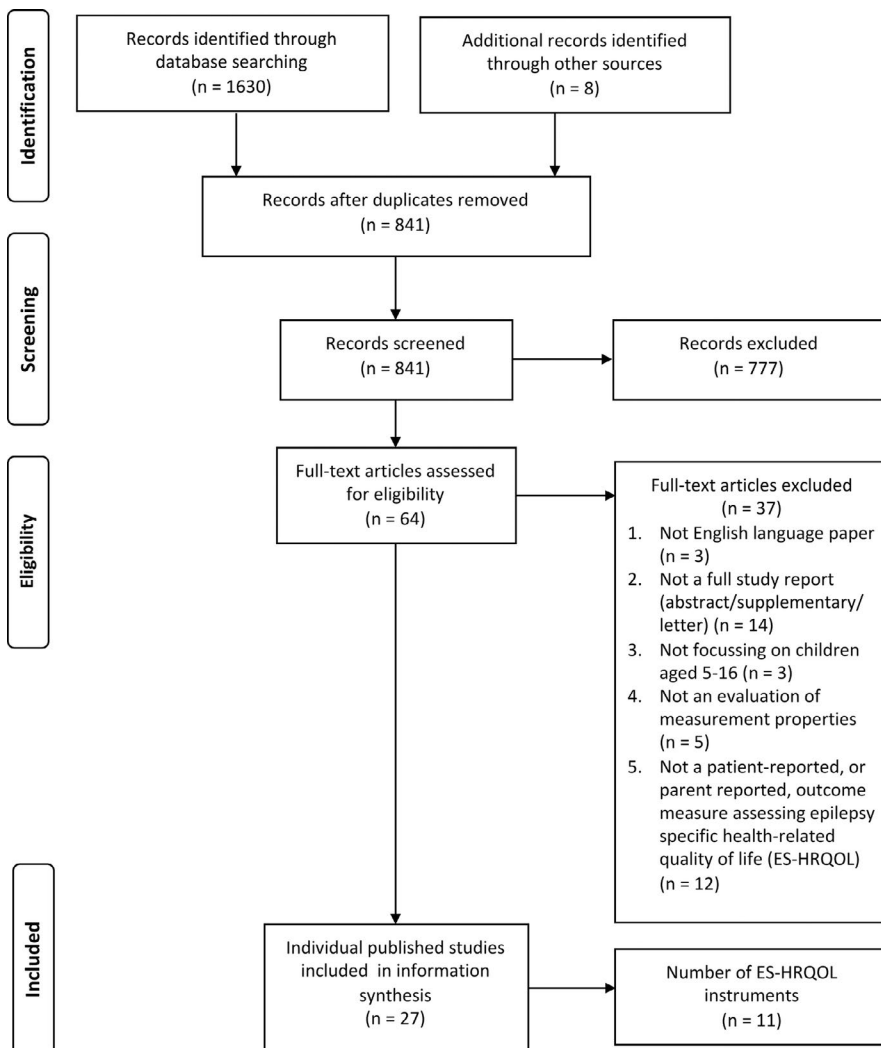 Identification
Records identified through
database searching
(n = 1630)
Additional records identified
through other sources
(n = 8)
Records after duplicates removed
(n = 841)
Screening
Records screened
(n = 841)
Records excluded
(n = 777)
Eligibility
Full-text articles assessed
for eligibility
(n = 64)
Full-text articles excluded
(n = 37)
1. Not English language paper
(n = 3)
2. Not a full study report
(abstract/supplementary/
letter) (n = 14)
3. Not focussing on children
aged 5-16 (n = 3)
4. Not an evaluation of
measurement properties
(n = 5)
5. Not a patient-reported, or
parent reported, outcome
measure assessing epilepsy
specific health-related
quality of life (ES-HRQOL)
(n = 12)
Included
Individual published studies
included in information
synthesis
(n = 27)
Number of ES-HRQOL
instruments
(n = 11)